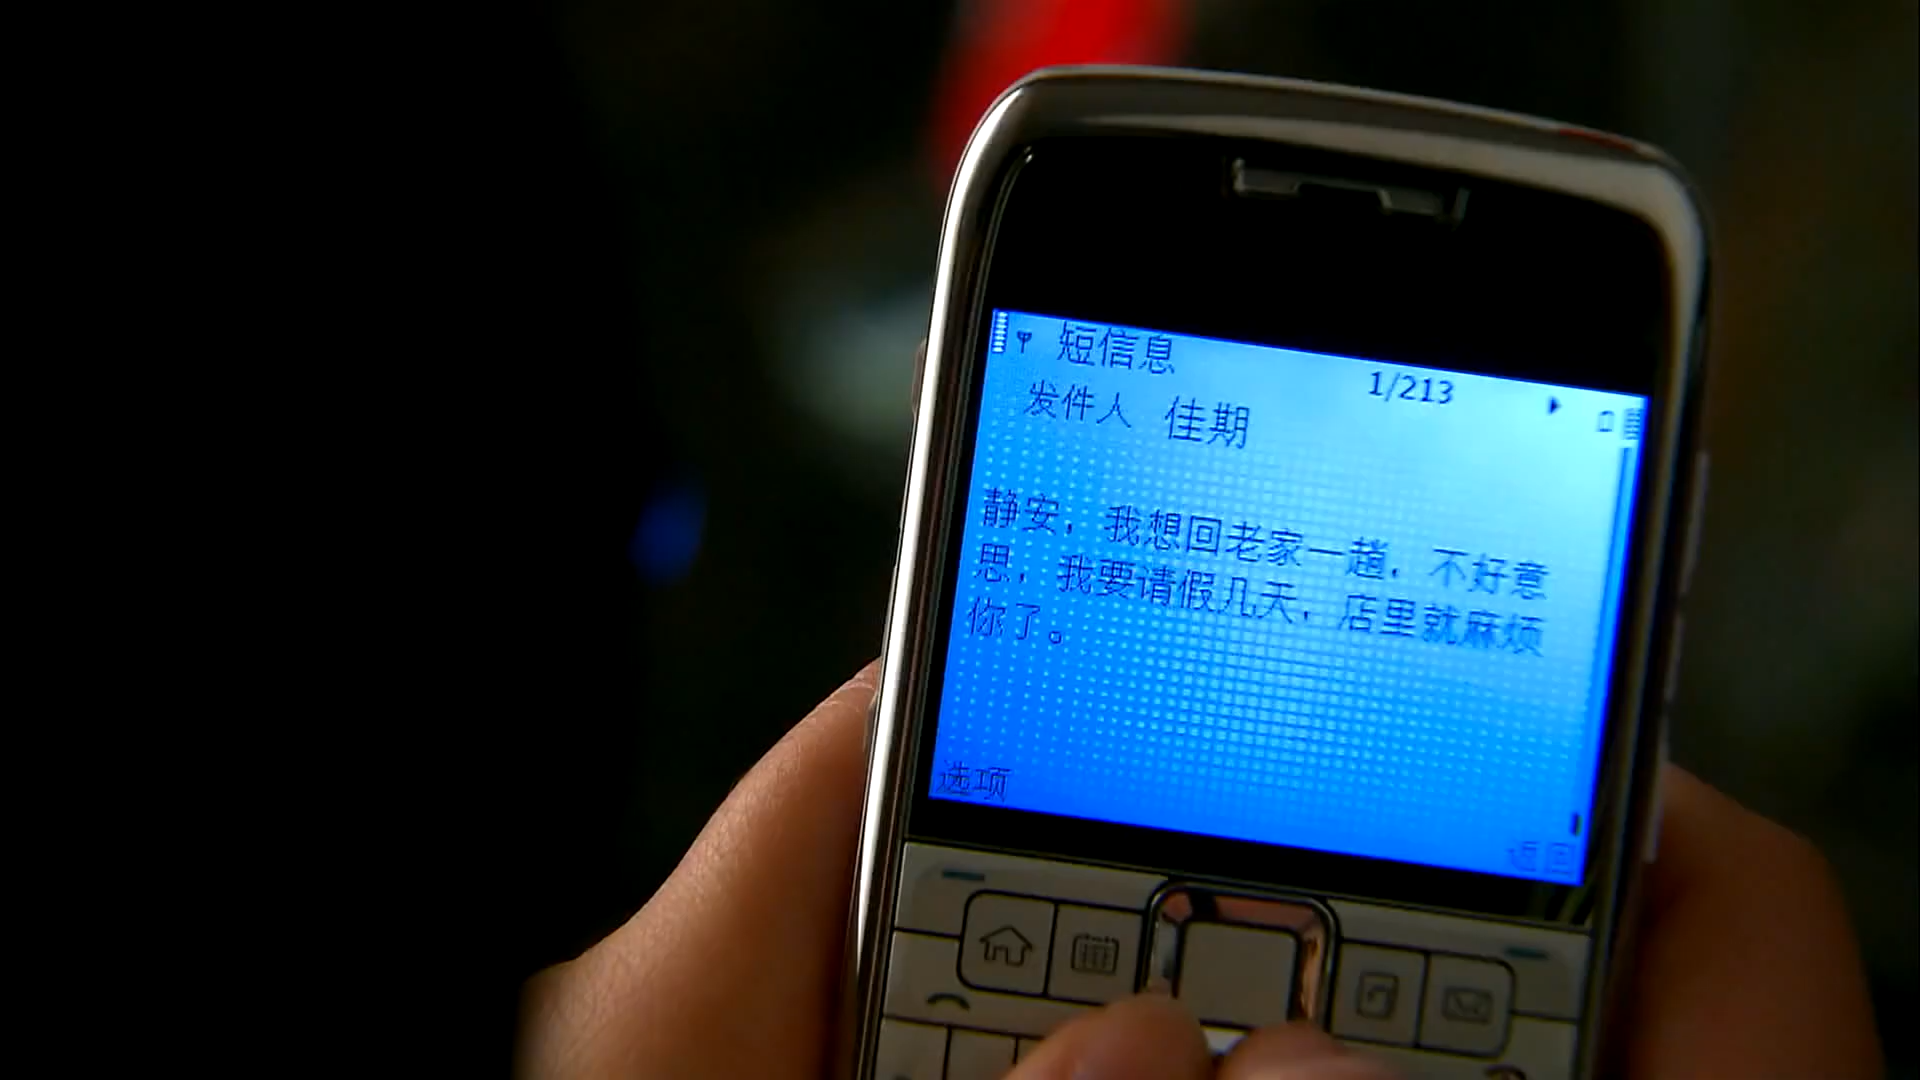 短信息
1/213
发件人 佳期
静安，我想回老家一趟，不好意
思，我要请假几天，店里就麻烦
你了。
选项
返回